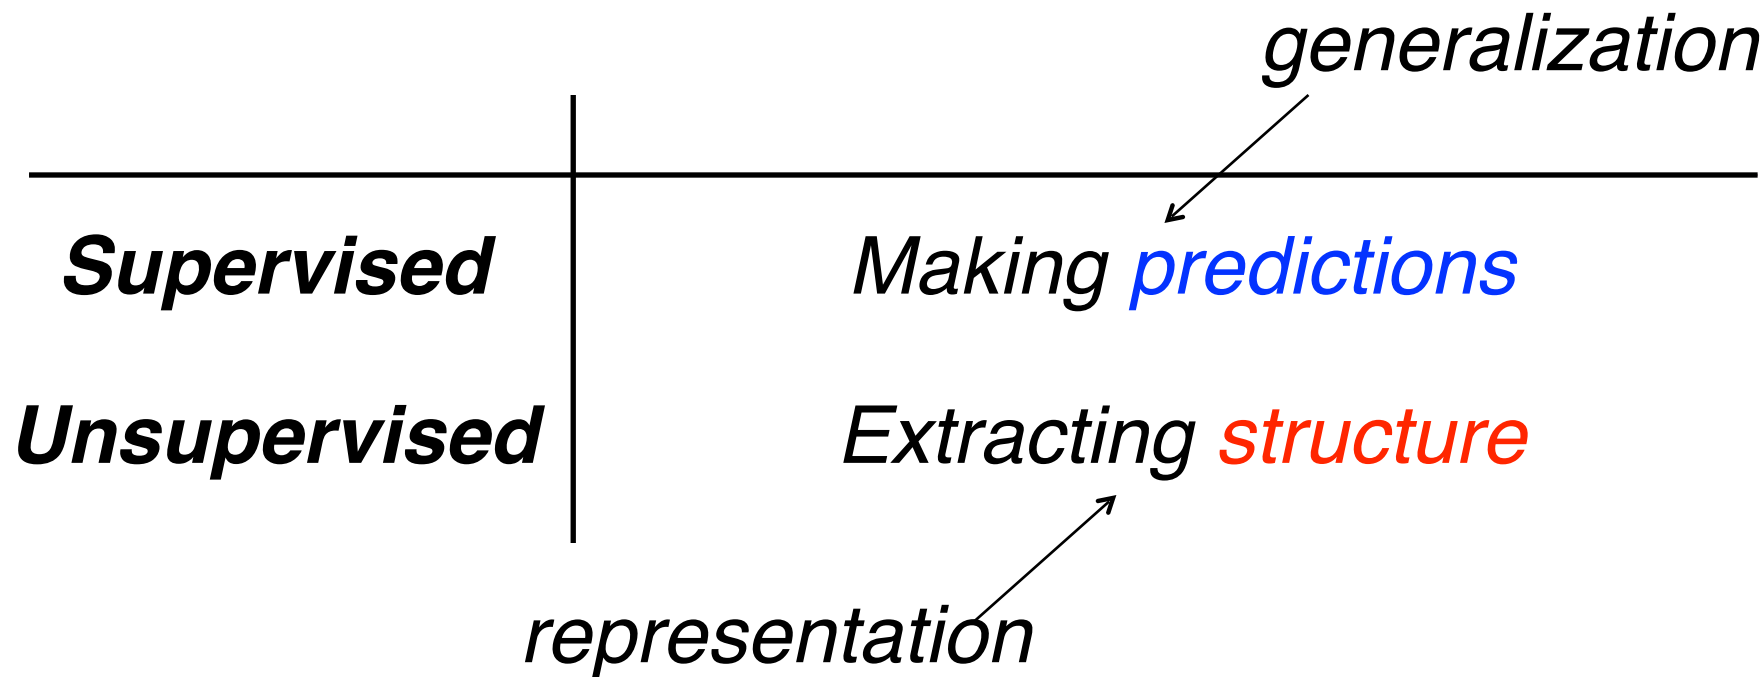 generalization
Supervised Making predictions
Unsupervised Extracting structure
representation